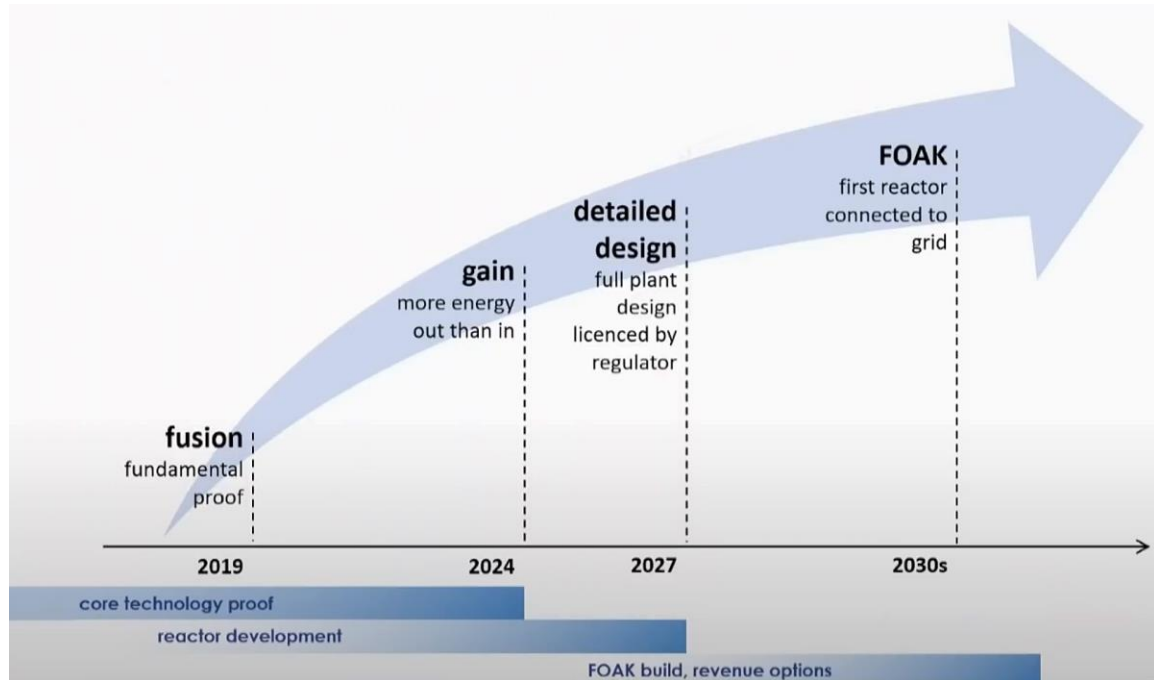 FOAK
first reactor
connected to
grid
detailed
design
full plant
design
licenced by
regulator
gain
more energy
out than in
fusion
fundamental
proof
2019
2024
2027
2030s
core technology proof
reactor development
FOAK build, revenue options